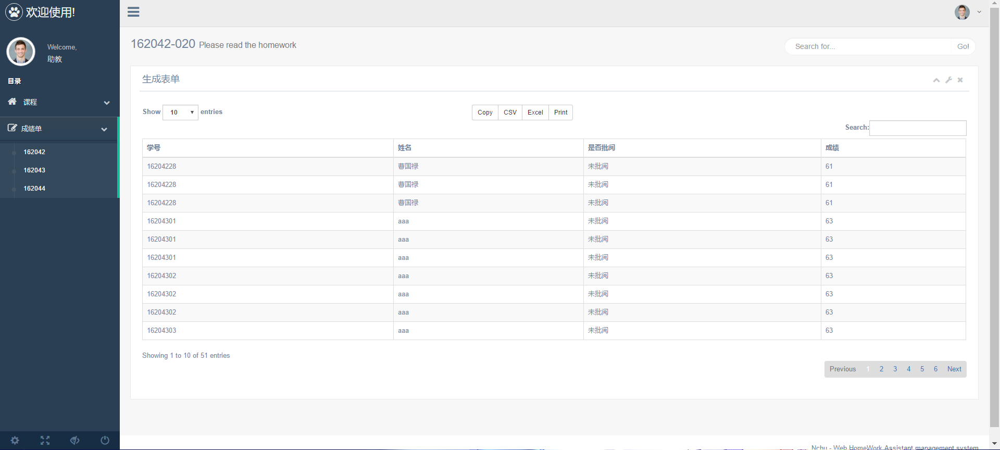 欢迎使用!
Welcome,
助教
目录
课程
成绩单
162042
162043
162044
162042-020 Please read the homework
Search for... Go!
生成表单
Show 10 entries
Copy CSV Excel Print
Search:
学号 姓名 是否批阅 成绩
16204228 曹国禄 未批阅 61
16204228 曹国禄 未批阅 61
16204228 曹国禄 未批阅 61
16204301 aaa 未批阅 63
16204301 aaa 未批阅 63
16204301 aaa 未批阅 63
16204302 aaa 未批阅 63
16204302 aaa 未批阅 63
16204302 aaa 未批阅 63
16204303 aaa 未批阅 63
Showing 1 to 10 of 51 entries
Previous 1 2 3 4 5 6 Next
Nchu - Web HomeWork Assistant management system